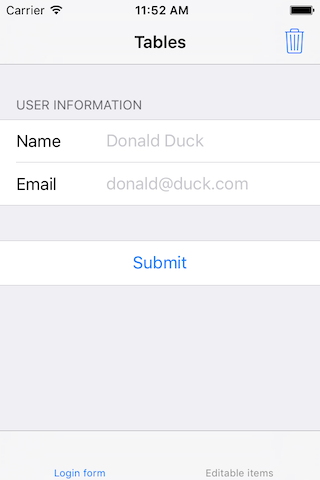 Carrier 11:52 AM
Tables
USER INFORMATION
Name Donald Duck
Email donald@duck.com
Submit
Login form Editable items